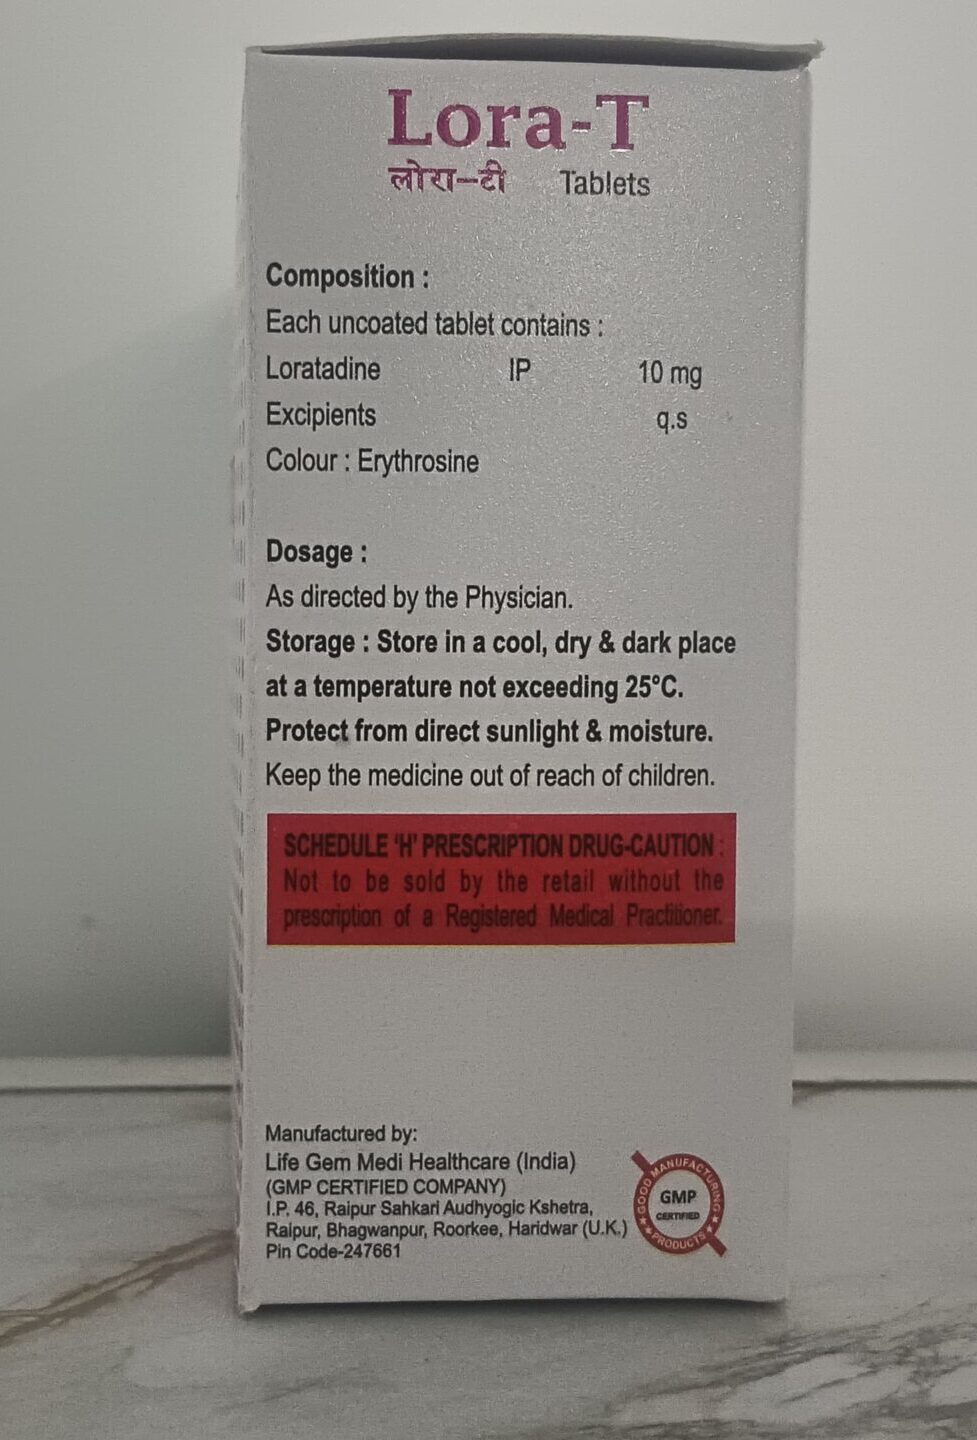 Lora-T
लोरा-टी Tablets
Composition :
Each uncoated tablet contains :
Loratadine IP 10 mg
Excipients q.s
Colour : Erythrosine
Dosage :
As directed by the Physician.
Storage : Store in a cool, dry & dark place
at a temperature not exceeding 25°C.
Protect from direct sunlight & moisture.
Keep the medicine out of reach of children.
SCHEDULE 'H' PRESCRIPTION DRUG-CAUTION :
Not to be sold by the retail without the
prescription of a Registered Medical Practitioner.
Manufactured by:
Life Gem Medi Healthcare (India)
(GMP CERTIFIED COMPANY)
I.P. 46, Raipur Sahkari Audhyogic Kshetra,
Raipur, Bhagwanpur, Roorkee, Haridwar (U.K.)
Pin Code-247661
GOOD MANUFACTURING
GMP
CERTIFIED
PRODUCTS